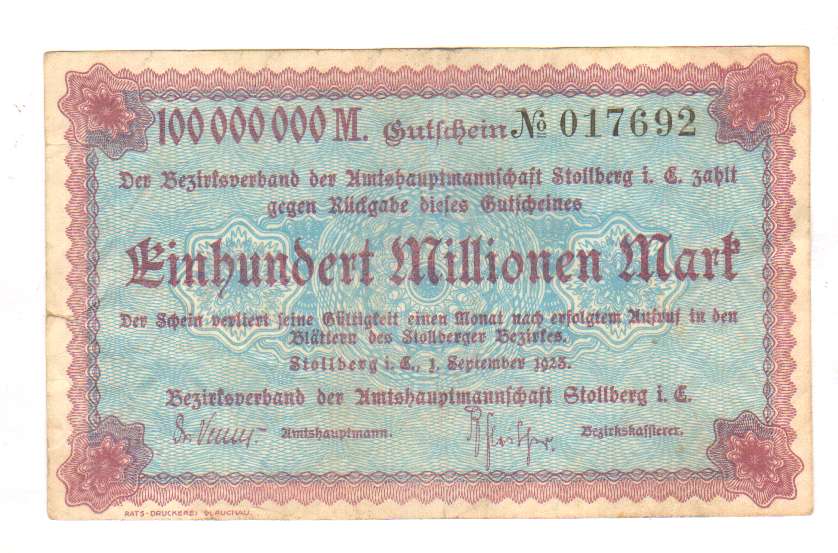 100 000 000 M. Gutschein № 017692
Der Bezirksverband der Amtshauptmannschaft Stollberg i. E. zahlt
gegen Rückgabe dieses Gutscheines
Einhundert Millionen Mark
Der Schein verliert seine Gültigkeit einen Monat nach erfolgtem Aufruf in den
Blättern des Stollberger Bezirkes.
Stollberg i. E., 1. September 1923.
Bezirksverband der Amtshauptmannschaft Stollberg i. E.
Amtshauptmann. Bezirkskassierer.
RATS-DRUCKEREI GLAUCHAU.